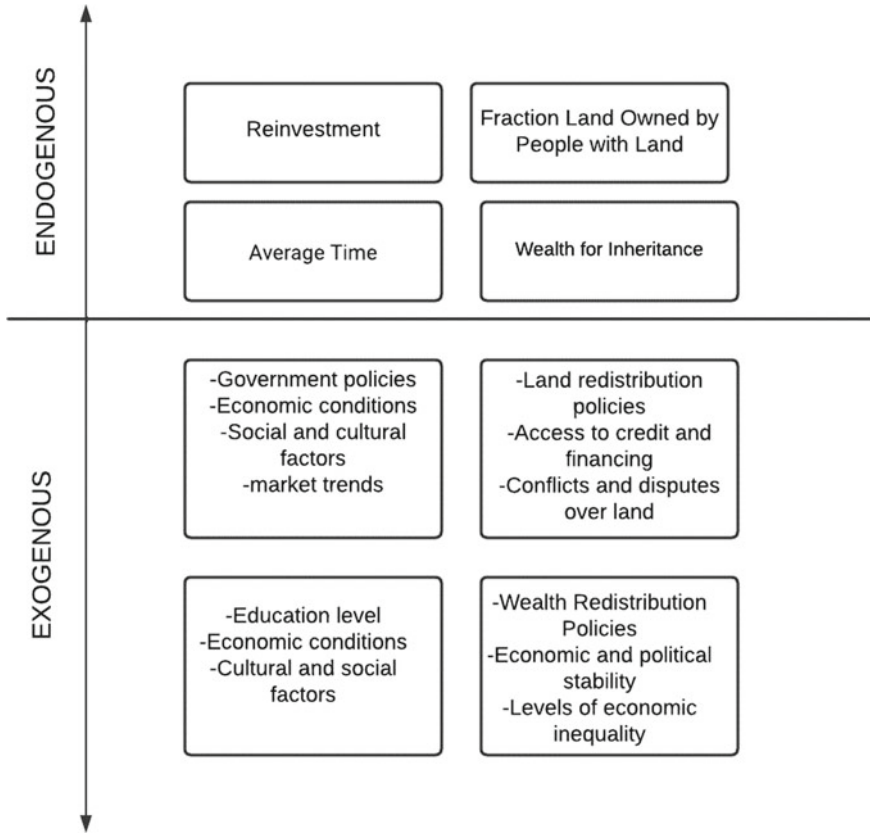 ENDOGENOUS
Reinvestment
Fraction Land Owned by
People with Land
Average Time
Wealth for Inheritance
EXOGENOUS
-Government policies
-Economic conditions
-Social and cultural
factors
-market trends
-Land redistribution
policies
-Access to credit and
financing
-Conflicts and disputes
over land
-Education level
-Economic conditions
-Cultural and social
factors
-Wealth Redistribution
Policies
-Economic and political
stability
-Levels of economic
inequality